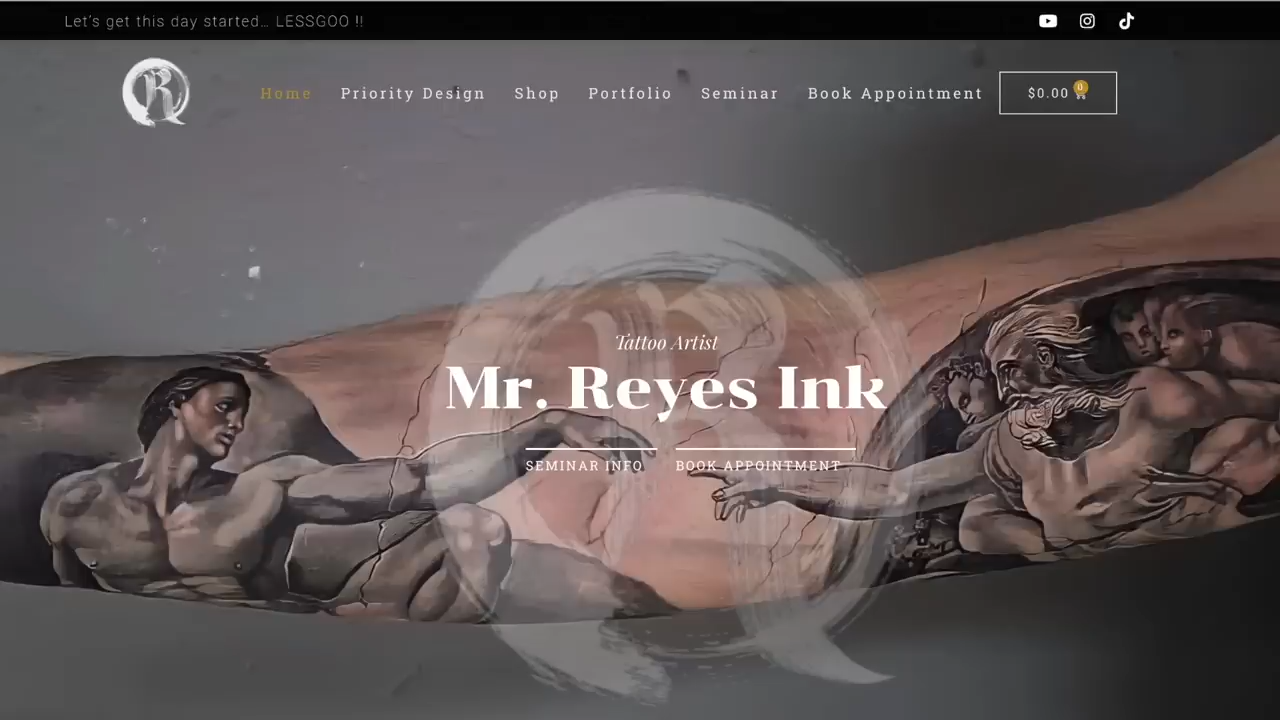 Let's get this day started… LESSGOO !!
R
Home Priority Design Shop Portfolio Seminar Book Appointment $0.00 0
Tattoo Artist
Mr. Reyes Ink
SEMINAR INFO BOOK APPOINTMENT